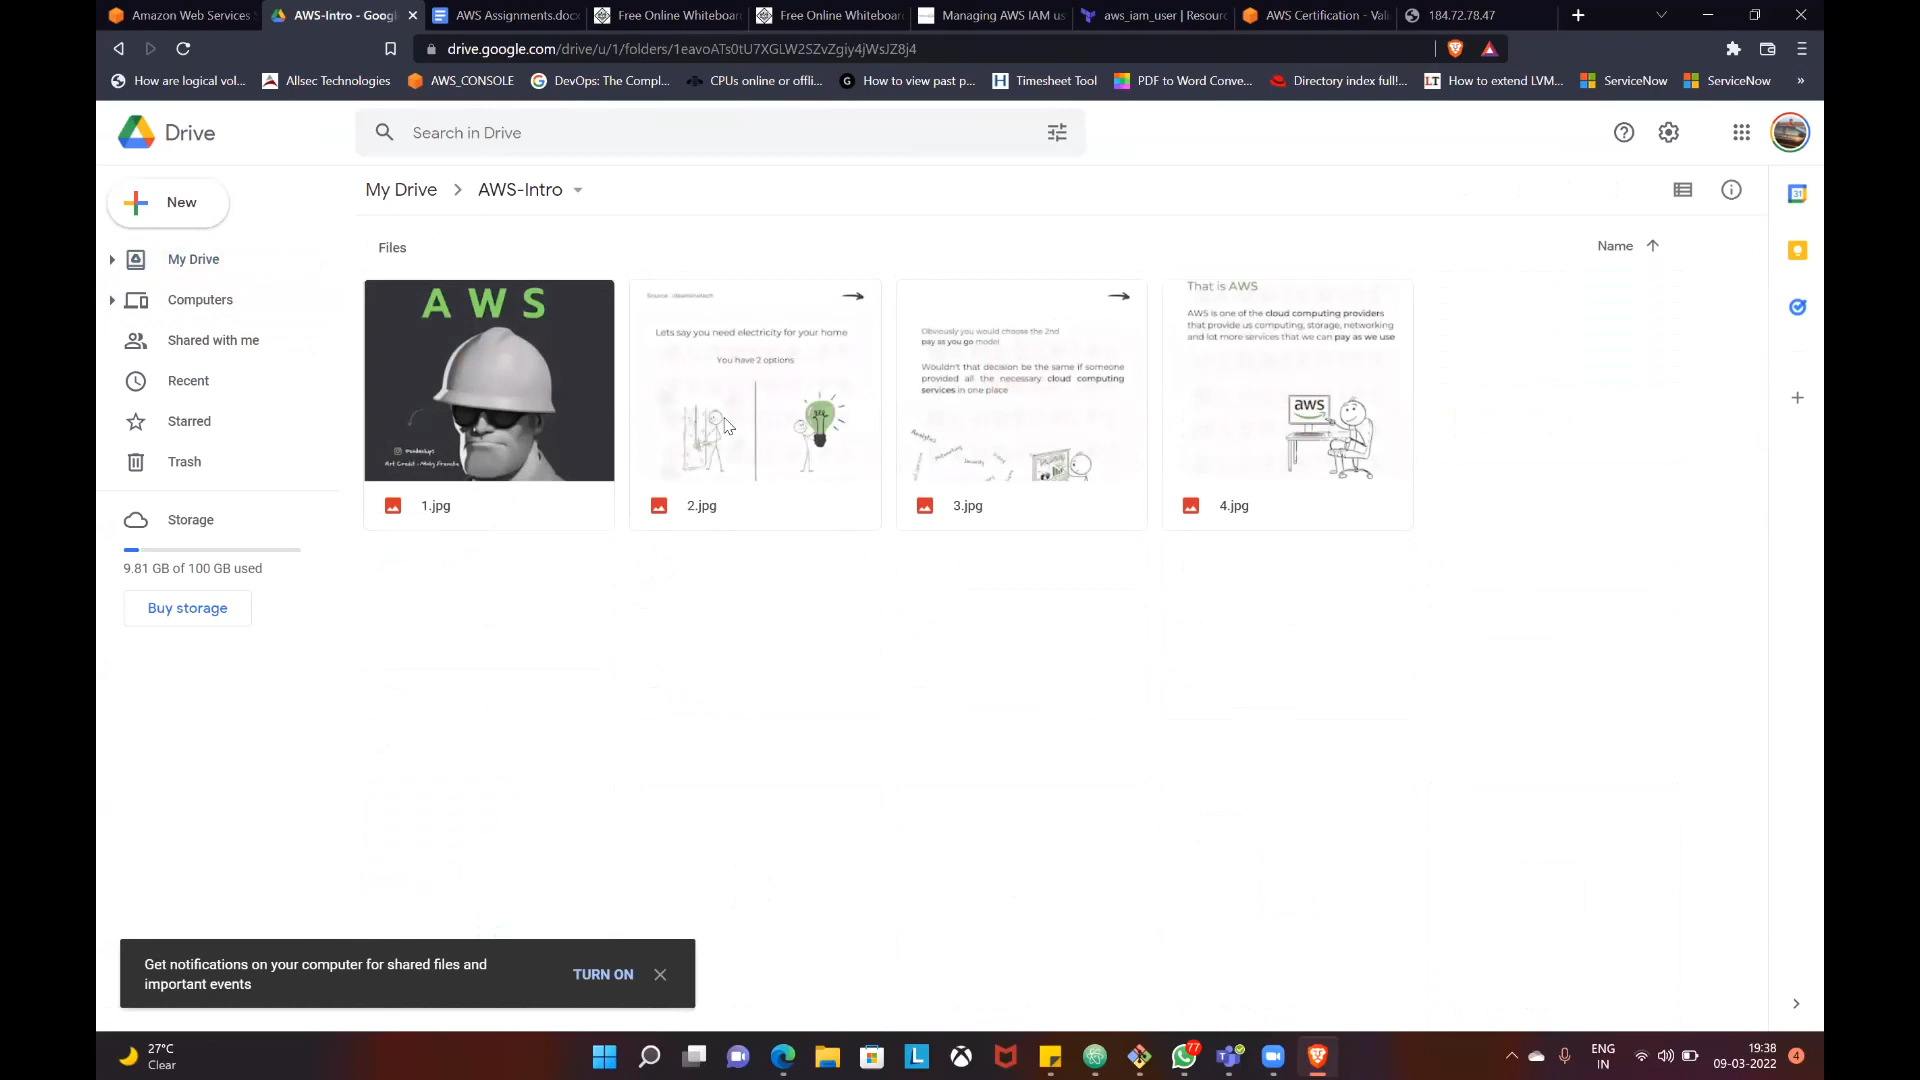 Amazon Web Services
AWS-Intro - Googl
AWS Assignments.docx
Free Online Whiteboar
Free Online Whiteboar
Managing AWS IAM us
aws_iam_user | Resour
AWS Certification - Vali
184.72.78.47
drive.google.com/drive/u/1/folders/1eavoATs0tU7XGLW2SZvZgiy4jWsJZ8j4
How are logical vol...
Allsec Technologies
AWS_CONSOLE
DevOps: The Compl...
CPUs online or offli...
How to view past p...
Timesheet Tool
PDF to Word Conve...
Directory index full!...
How to extend LVM...
ServiceNow
ServiceNow
Drive
Search in Drive
New
My Drive
Computers
Shared with me
Recent
Starred
Trash
Storage
9.81 GB of 100 GB used
Buy storage
My Drive > AWS-Intro
Files
Name
AWS
1.jpg
Lets say you need electricity for your home
You have 2 options
2.jpg
Obviously you would choose the 2nd
pay as you go model
Wouldn't that decision be the same if someone
provided all the necessary cloud computing
services in one place
3.jpg
That is AWS
AWS is one of the cloud computing providers
that provide us computing, storage, networking
and lot more services that we can pay as we use
aws
4.jpg
31
Get notifications on your computer for shared files and
important events
TURN ON
27°C
Clear
77
ENG
IN
19:38
09-03-2022
4